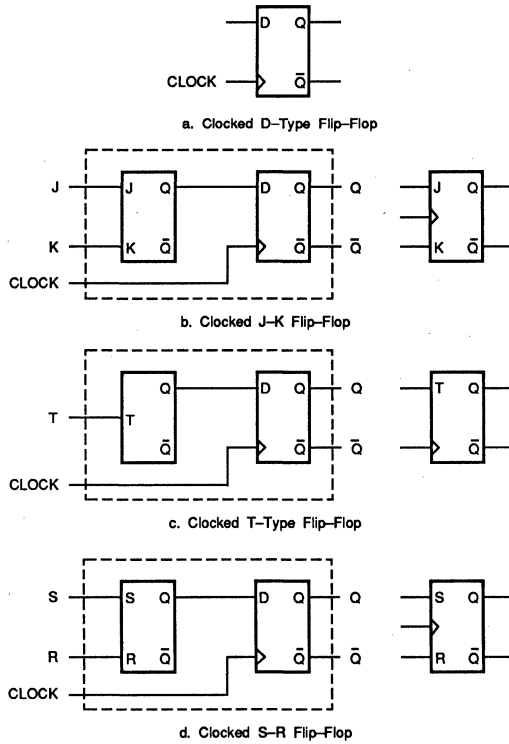 D Q
CLOCK Q̅
a. Clocked D–Type Flip–Flop
J J Q D Q Q J Q
K K Q̅ Q̅ Q̅ K Q̅
CLOCK
b. Clocked J–K Flip–Flop
Q D Q Q T Q
T T
Q̅ Q̅ Q̅ Q̅
CLOCK
c. Clocked T–Type Flip–Flop
S S Q D Q Q S Q
R R Q̅ Q̅ Q̅ R Q̅
CLOCK
d. Clocked S–R Flip–Flop